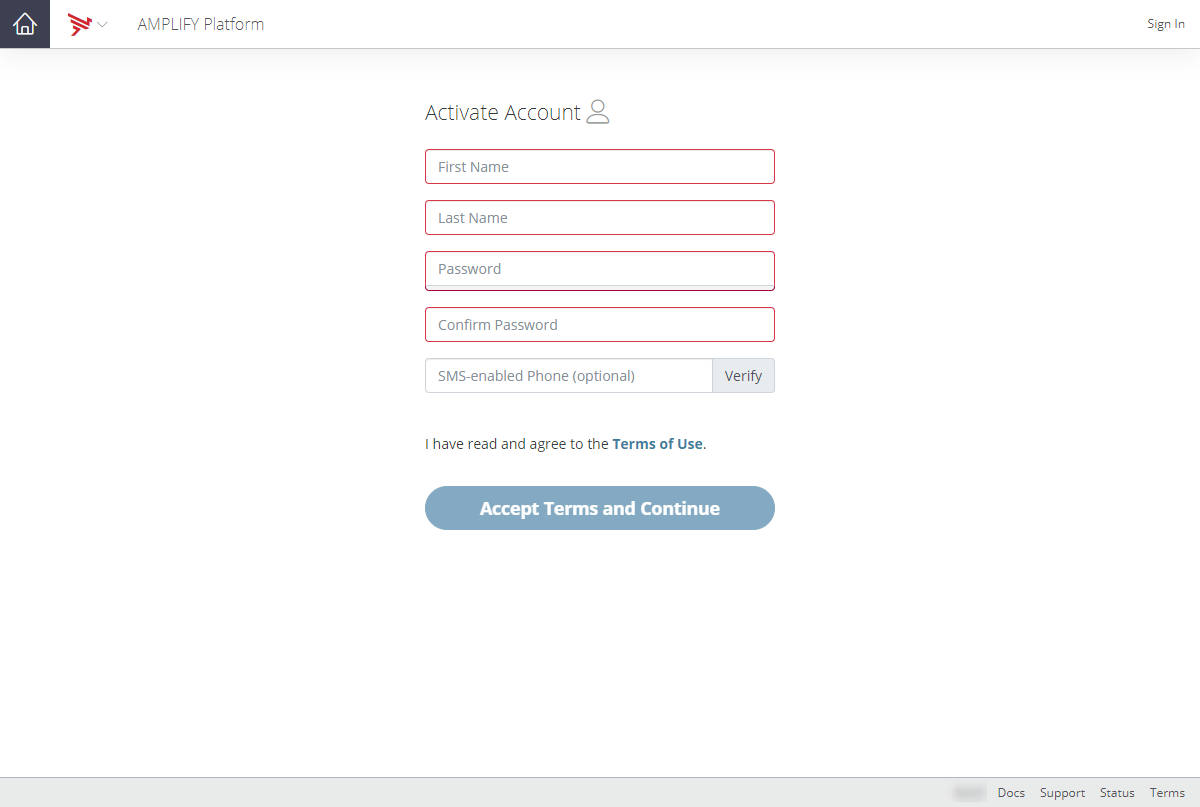 AMPLIFY Platform
Sign In
Activate Account
First Name
Last Name
Password
Confirm Password
SMS-enabled Phone (optional)
Verify
I have read and agree to the Terms of Use.
Accept Terms and Continue
Docs Support Status Terms